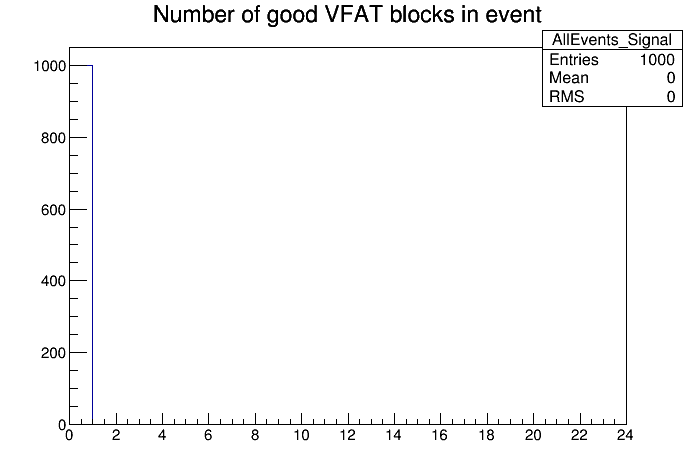 Number of good VFAT blocks in event
AllEvents_Signal
Entries 1000
Mean 0
RMS 0
1000
800
600
400
200
0
0 2 4 6 8 10 12 14 16 18 20 22 24